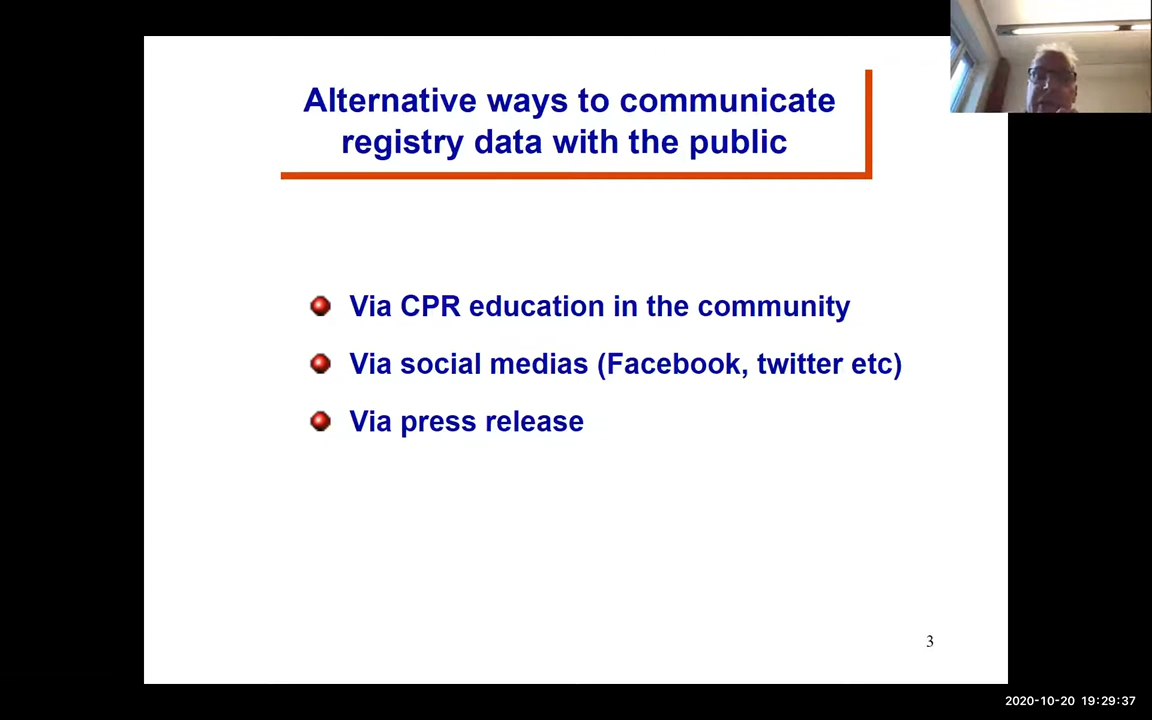 Alternative ways to communicate
registry data with the public
Via CPR education in the community
Via social medias (Facebook, twitter etc)
Via press release
3
2020-10-20 19:29:37